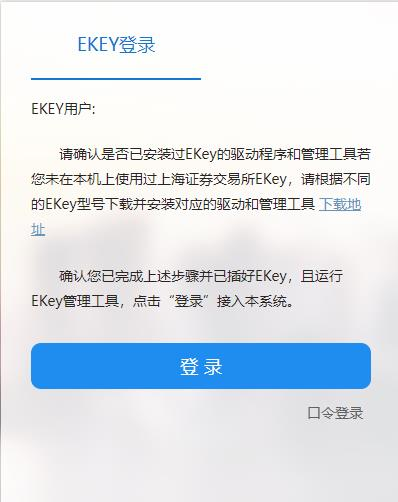 EKEY登录
EKEY用户:
请确认是否已安装过EKey的驱动程序和管理工具若
您未在本机上使用过上海证券交易所EKey，请根据不同
的EKey型号下载并安装对应的驱动和管理工具 下载地
址
确认您已完成上述步骤并已插好EKey，且运行
EKey管理工具，点击“登录”接入本系统。
登 录
口令登录